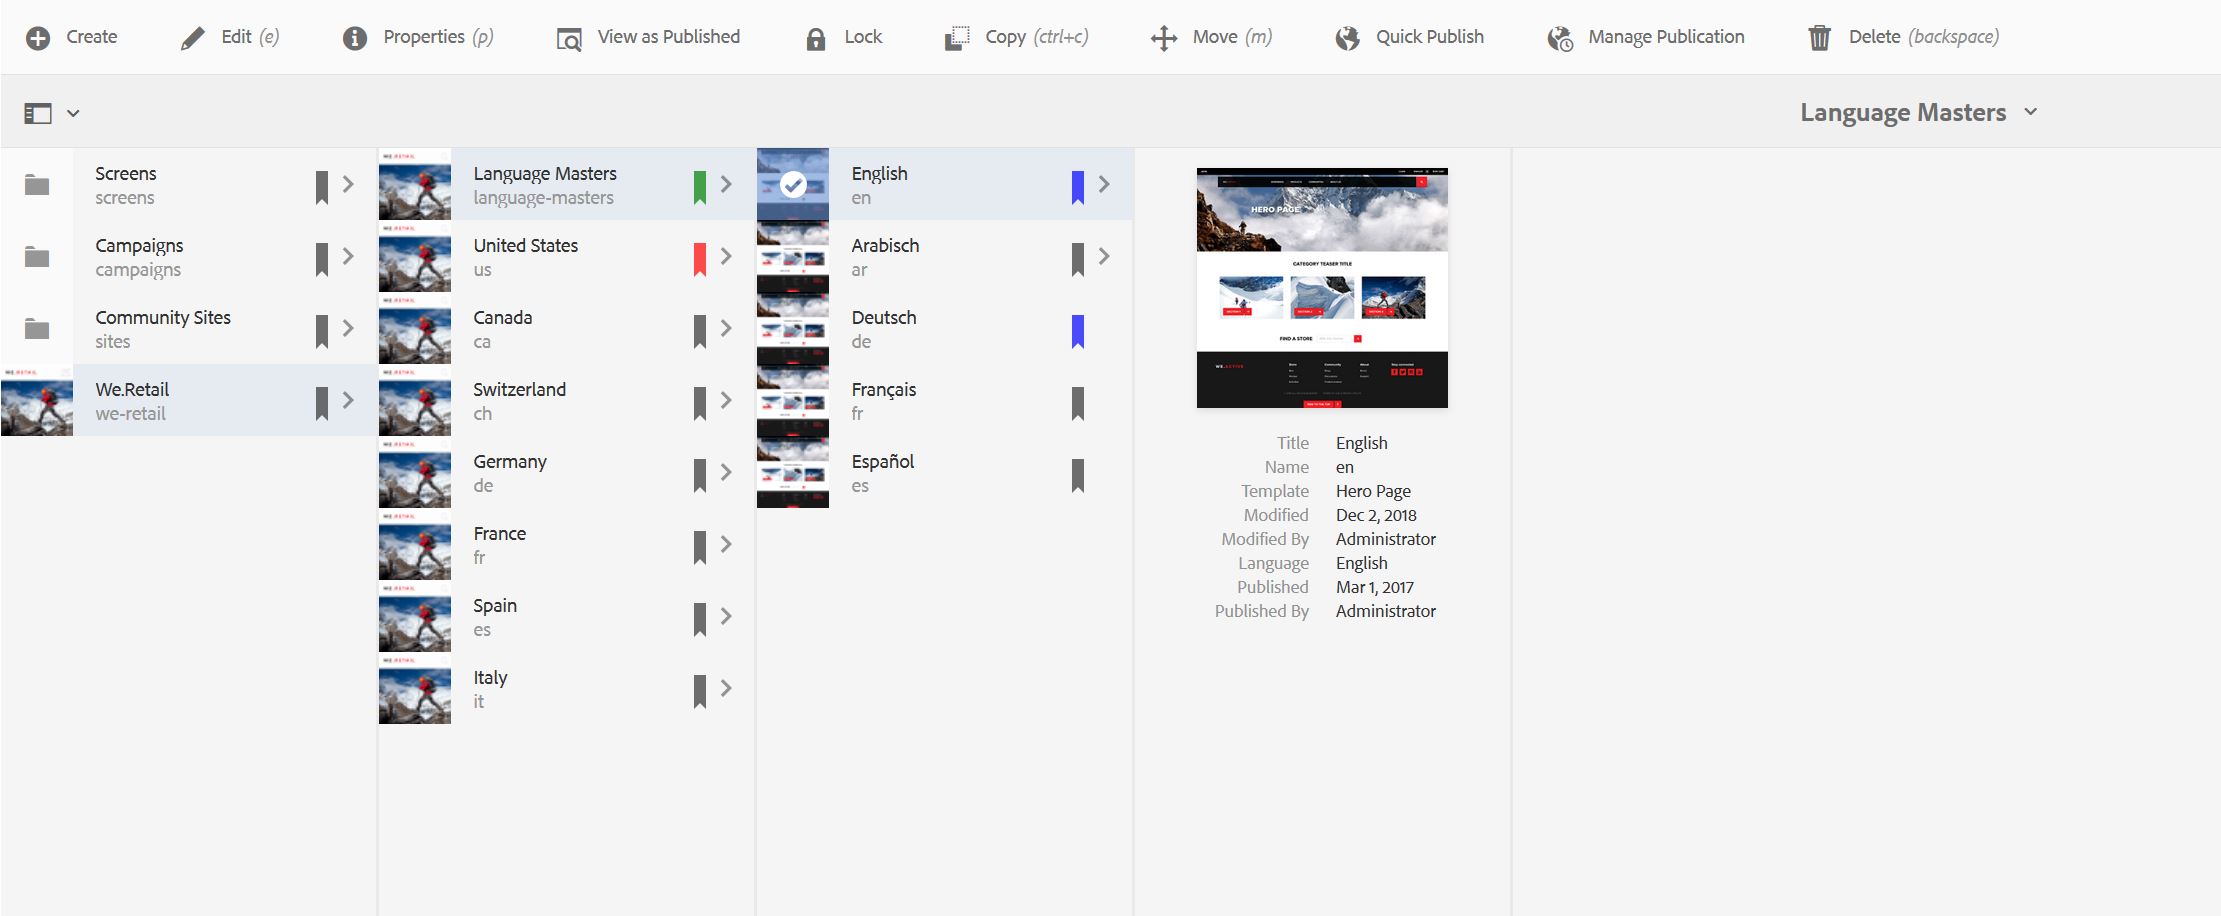 Create
Edit (e)
Properties (p)
View as Published
Lock
Copy (ctrl+c)
Move (m)
Quick Publish
Manage Publication
Delete (backspace)
Language Masters
Screens
screens
Campaigns
campaigns
Community Sites
sites
We.Retail
we-retail
Language Masters
language-masters
United States
us
Canada
ca
Switzerland
ch
Germany
de
France
fr
Spain
es
Italy
it
English
en
Arabisch
ar
Deutsch
de
Français
fr
Español
es
HERO PAGE
CATEGORY TEASER TITLE
FIND A STORE
WE.ACTIVE
Title English
Name en
Template Hero Page
Modified Dec 2, 2018
Modified By Administrator
Language English
Published Mar 1, 2017
Published By Administrator